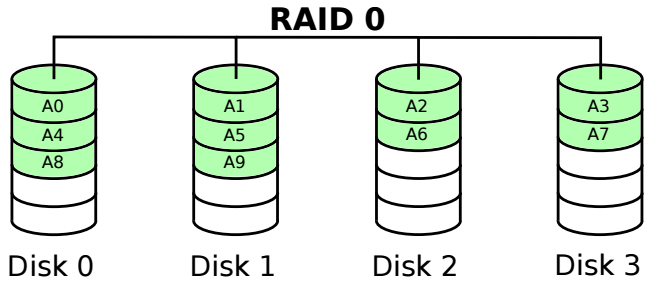 RAID 0
A0 A1 A2 A3
A4 A5 A6 A7
A8 A9
Disk 0 Disk 1 Disk 2 Disk 3